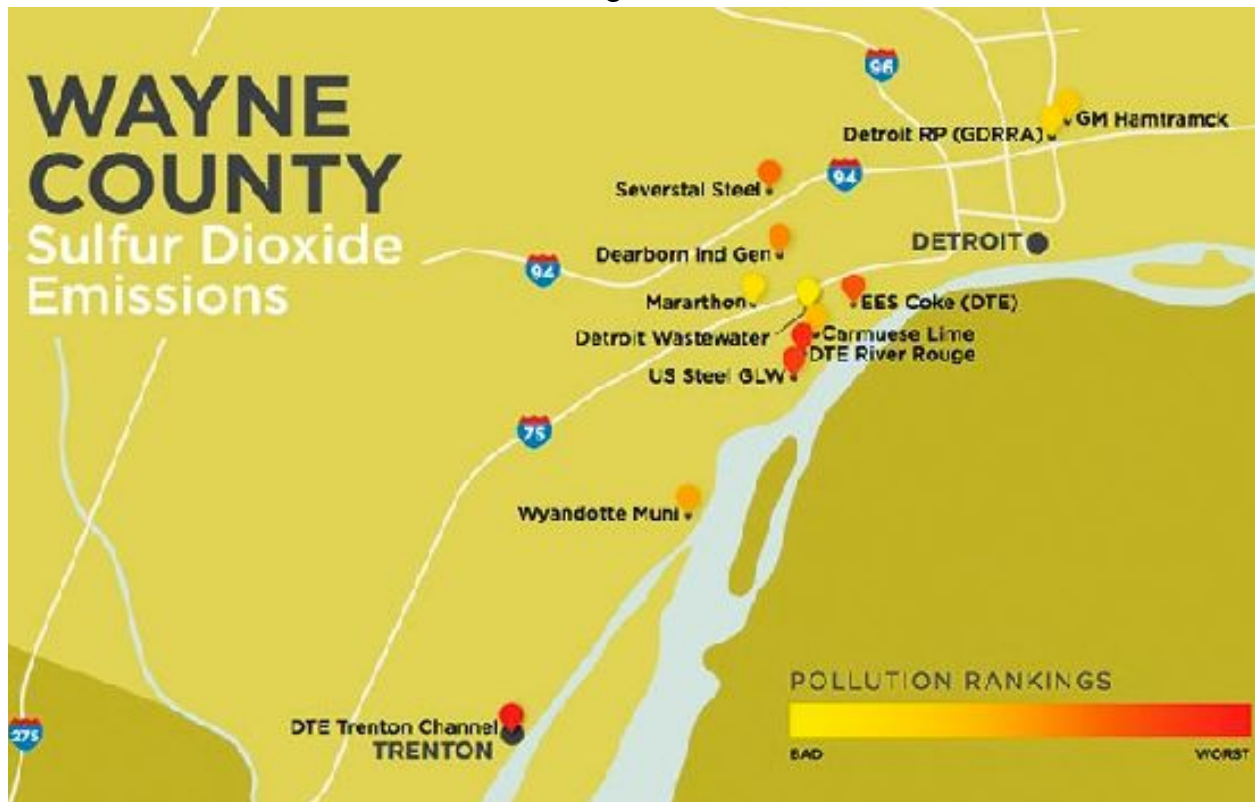 WAYNE
COUNTY
Sulfur Dioxide
Emissions
96
GM Hamtramck
Detroit RP (GDRRA)
94
Severstal Steel
DETROIT
Dearborn Ind Gen
94
Mararthon
EES Coke (DTE)
Detroit Wastewater
Carmuese Lime
DTE River Rouge
US Steel GLW
75
Wyandotte Muni
POLLUTION RANKINGS
BAD
WORST
DTE Trenton Channel
TRENTON
275